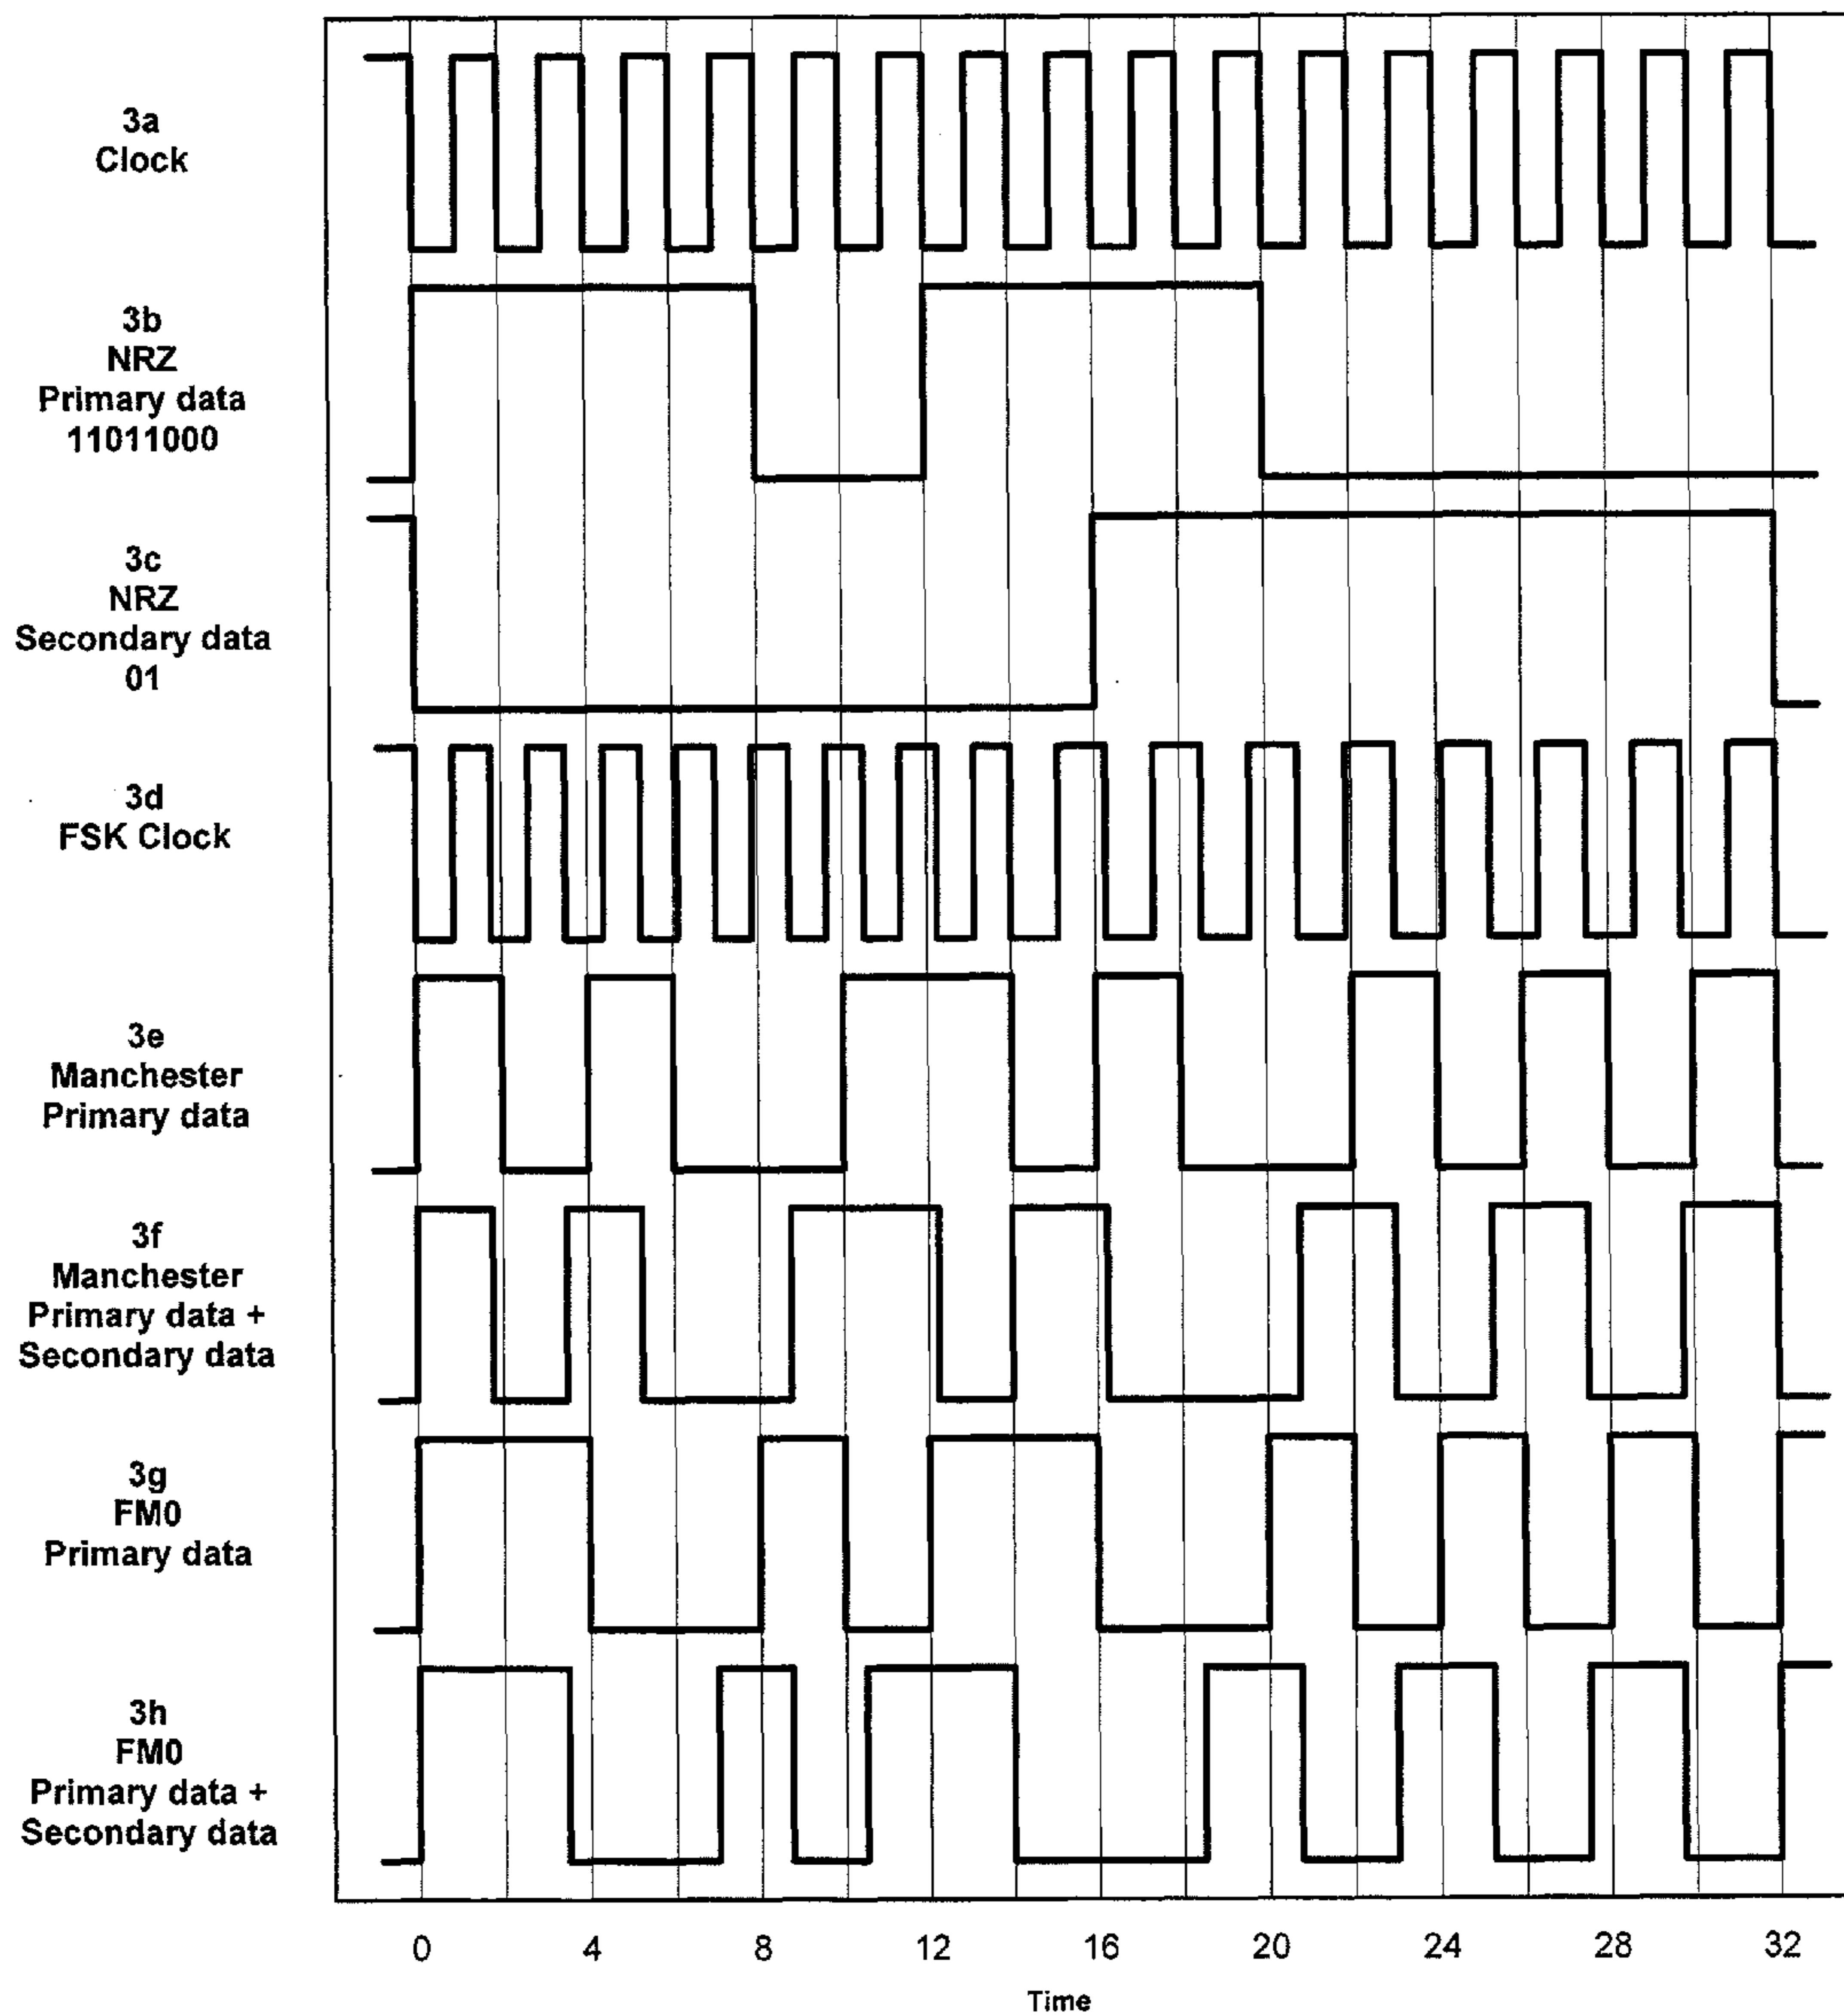 3a
Clock
3b
NRZ
Primary data
11011000
3c
NRZ
Secondary data
01
3d
FSK Clock
3e
Manchester
Primary data
3f
Manchester
Primary data +
Secondary data
3g
FM0
Primary data
3h
FM0
Primary data +
Secondary data
0 4 8 12 16 20 24 28 32
Time